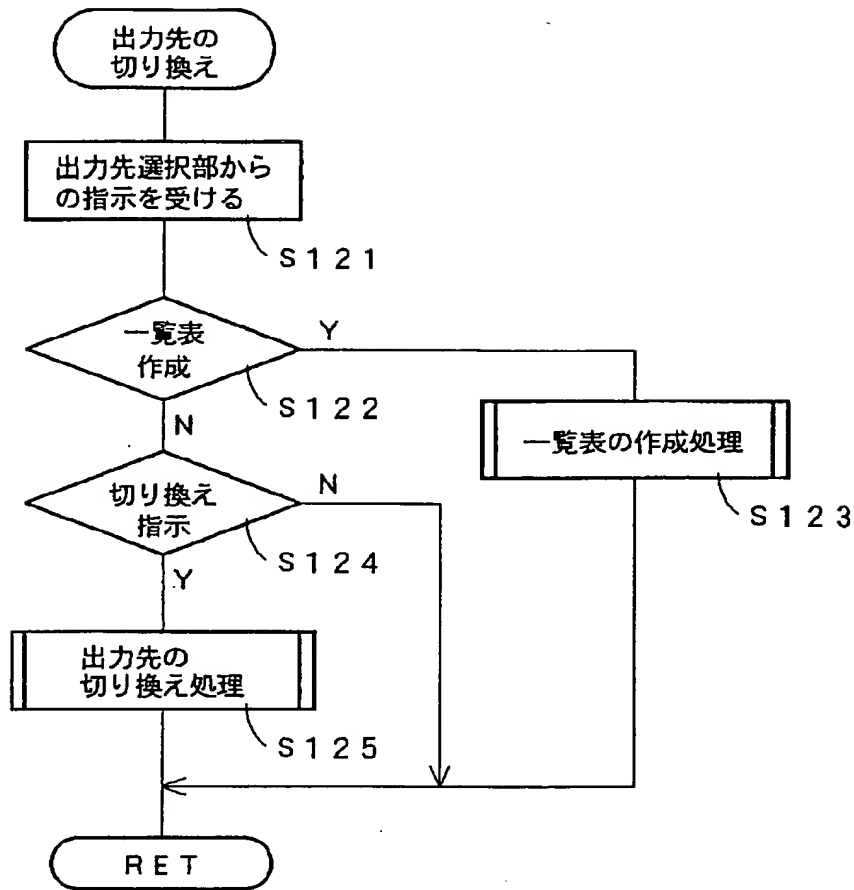 出力先の
切り換え
出力先選択部から
の指示を受ける
S121
一覧表
作成
Y
S122
N
一覧表の作成処理
S123
切り換え
指示
N
S124
Y
出力先の
切り換え処理
S125
RET